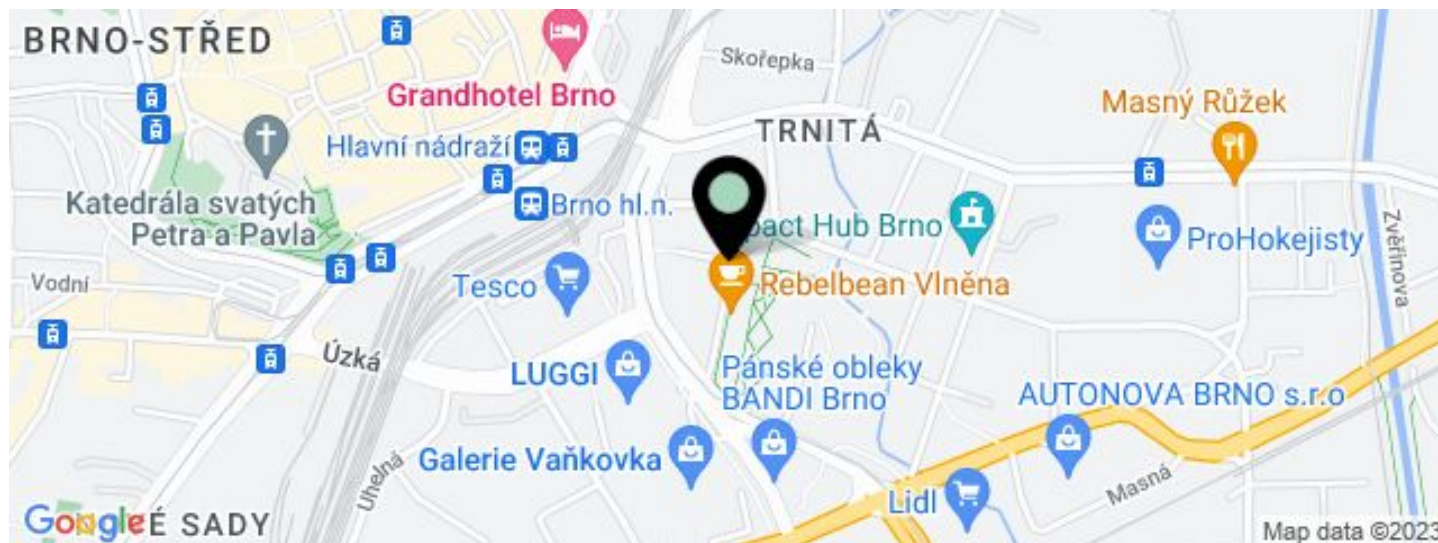 BRNO-STŘED
Skořepka
Grandhotel Brno
Masný Růžek
TRNITÁ
Hlavní nádraží
Katedrála svatých
Petra a Pavla
Brno hl.n.
pact Hub Brno
ProHokejisty
Zvěřinova
Vodní
Tesco
Rebelbean Vlněna
Úzká
LUGGI
Pánské obleky
BANDI Brno
AUTONOVA BRNO s.r.o
Galerie Vaňkovka
Uhelná
Masná
Lidl
Google
É SADY
Map data ©2023